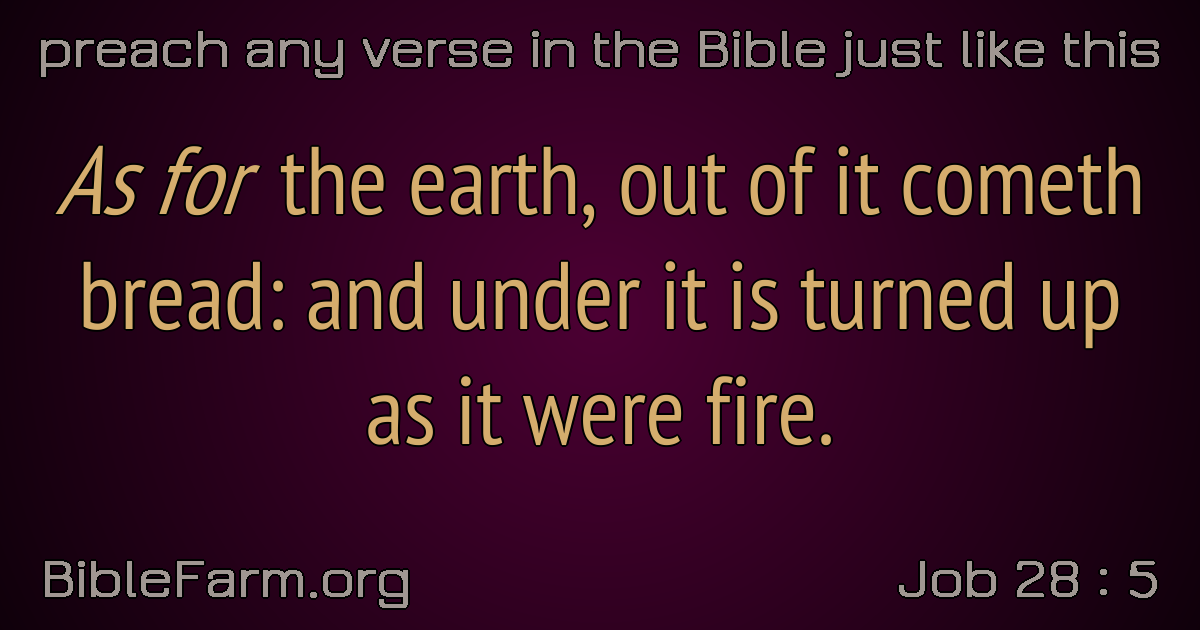 preach any verse in the Bible just like this
As for the earth, out of it cometh
bread: and under it is turned up
as it were fire.
BibleFarm.org
Job 28 : 5